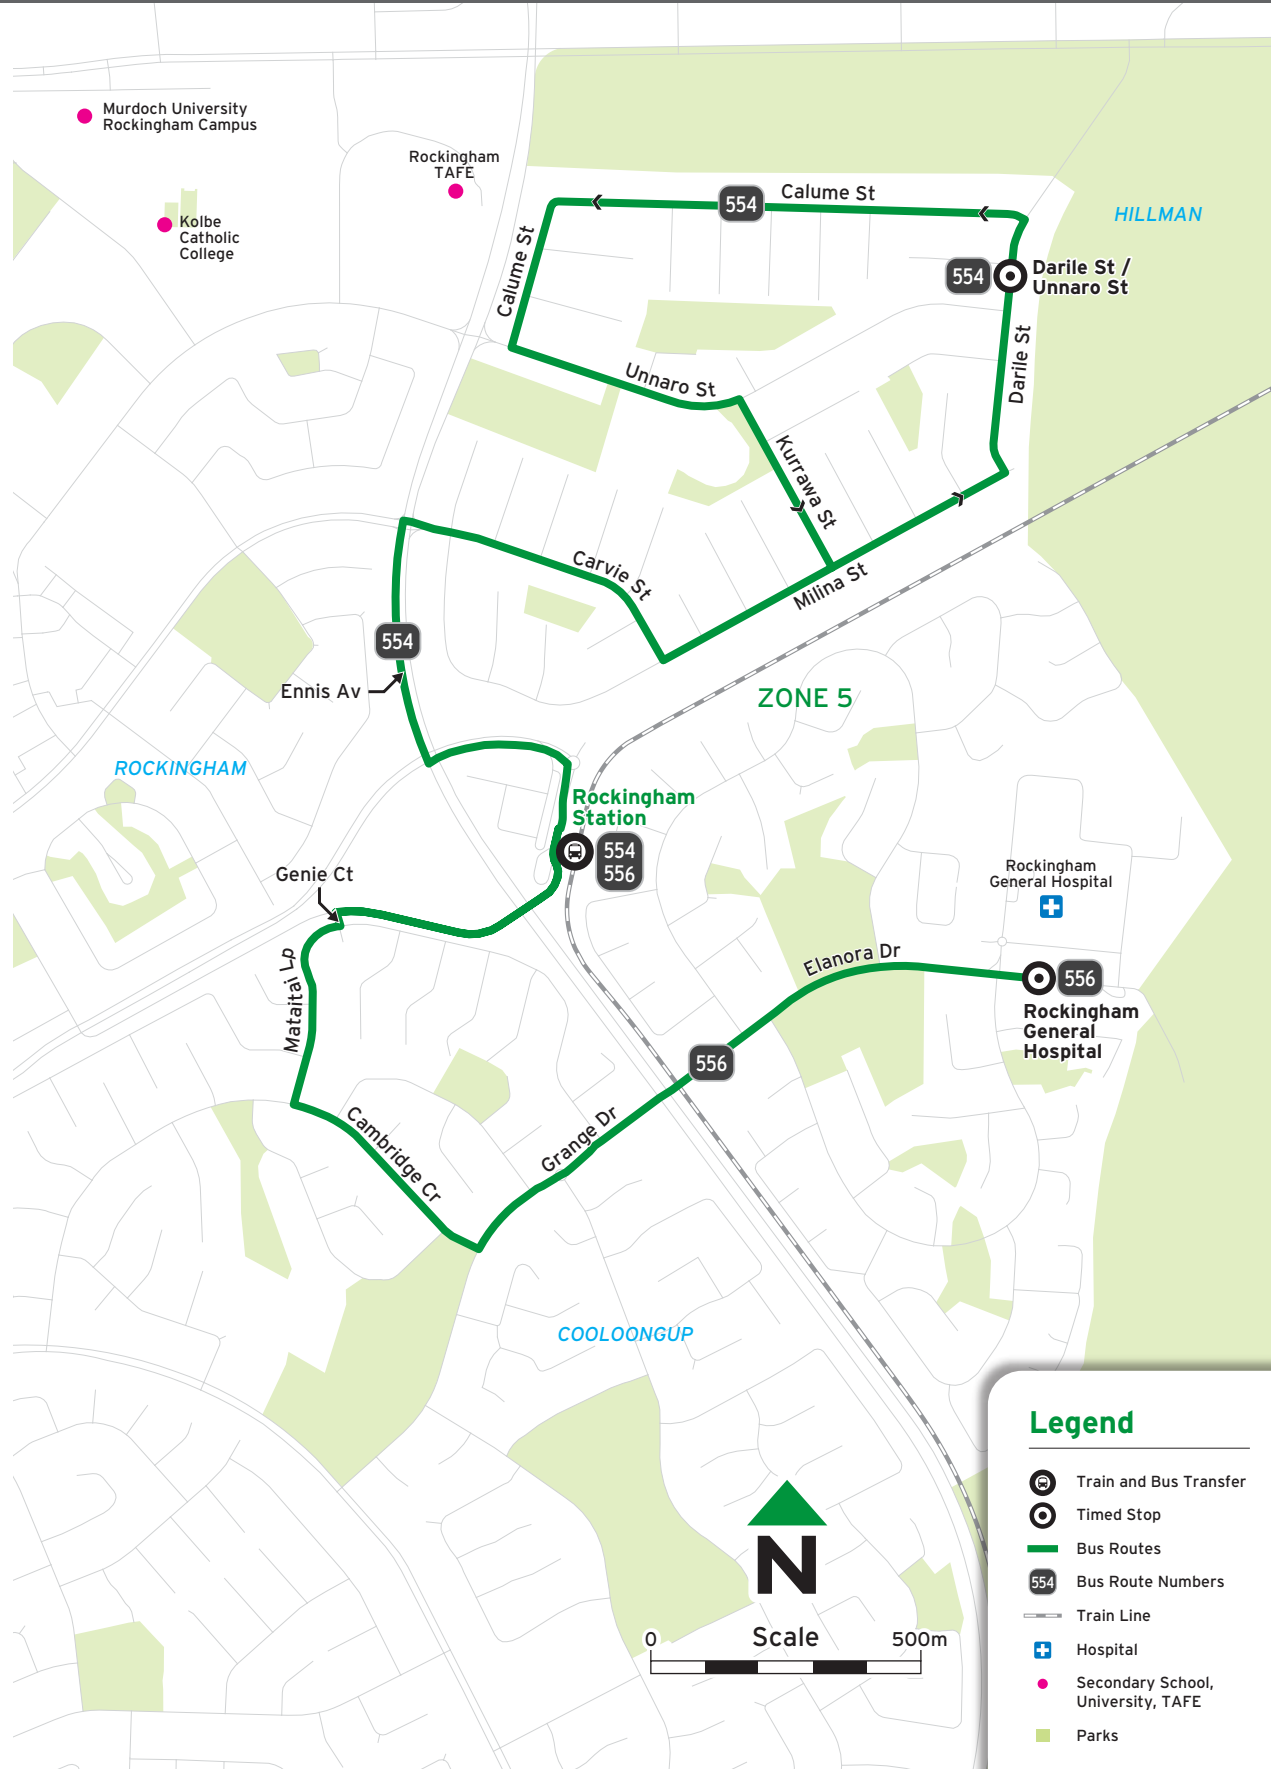 Murdoch University
Rockingham Campus
Rockingham
TAFE
Kolbe
Catholic
College
554
Calume St
HILLMAN
Calume St
554
Darile St /
Unnaro St
Darile St
Unnaro St
Kurrawa St
Carvie St
Milina St
554
Ennis Av
ZONE 5
ROCKINGHAM
Rockingham
Station
554
556
Genie Ct
Rockingham
General Hospital
Mataitai Lp
Elanora Dr
556
Rockingham
General
Hospital
556
Cambridge Cr
Grange Dr
COOLOONGUP
N
0
Scale
500m
Legend
Train and Bus Transfer
Timed Stop
Bus Routes
554
Bus Route Numbers
Train Line
Hospital
Secondary School,
University, TAFE
Parks